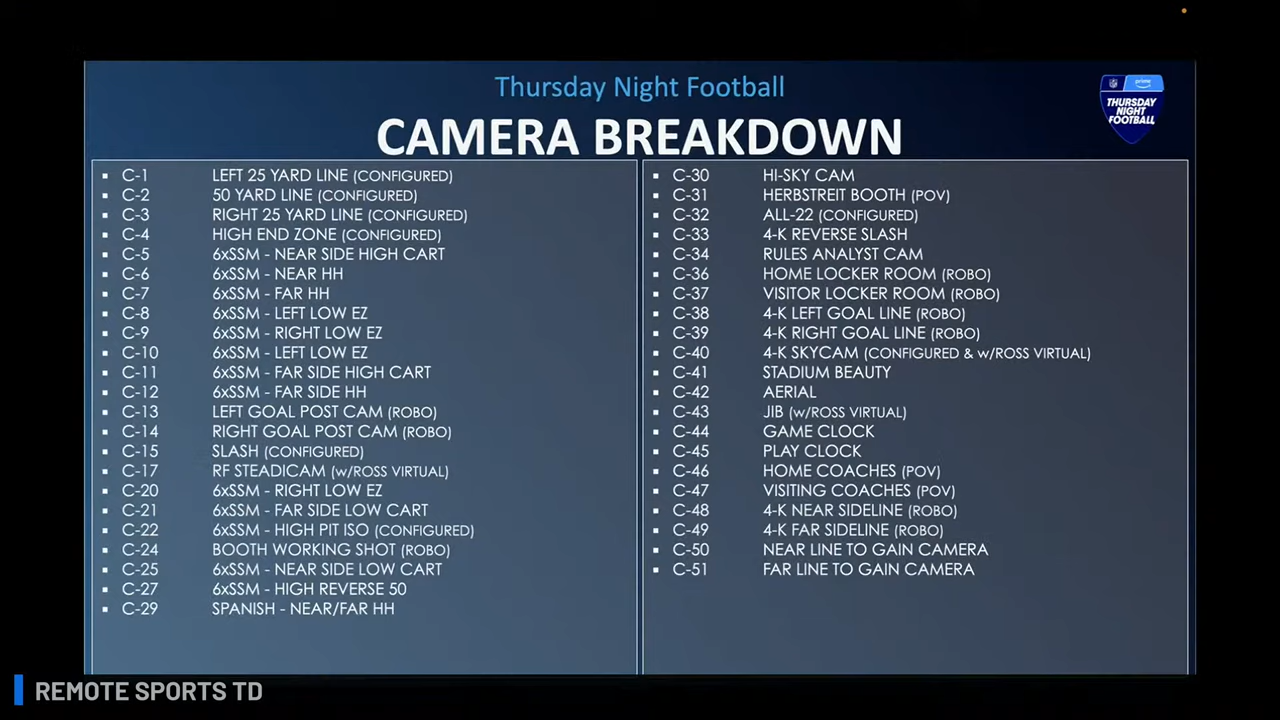 Thursday Night Football
CAMERA BREAKDOWN
NFL prime
THURSDAY
NIGHT
FOOTBALL
▪ C-1 LEFT 25 YARD LINE (CONFIGURED)
▪ C-2 50 YARD LINE (CONFIGURED)
▪ C-3 RIGHT 25 YARD LINE (CONFIGURED)
▪ C-4 HIGH END ZONE (CONFIGURED)
▪ C-5 6xSSM - NEAR SIDE HIGH CART
▪ C-6 6xSSM - NEAR HH
▪ C-7 6xSSM - FAR HH
▪ C-8 6xSSM - LEFT LOW EZ
▪ C-9 6xSSM - RIGHT LOW EZ
▪ C-10 6xSSM - LEFT LOW EZ
▪ C-11 6xSSM - FAR SIDE HIGH CART
▪ C-12 6xSSM - FAR SIDE HH
▪ C-13 LEFT GOAL POST CAM (ROBO)
▪ C-14 RIGHT GOAL POST CAM (ROBO)
▪ C-15 SLASH (CONFIGURED)
▪ C-17 RF STEADICAM (w/ROSS VIRTUAL)
▪ C-20 6xSSM - RIGHT LOW EZ
▪ C-21 6xSSM - FAR SIDE LOW CART
▪ C-22 6xSSM - HIGH PIT ISO (CONFIGURED)
▪ C-24 BOOTH WORKING SHOT (ROBO)
▪ C-25 6xSSM - NEAR SIDE LOW CART
▪ C-27 6xSSM - HIGH REVERSE 50
▪ C-29 SPANISH - NEAR/FAR HH
▪ C-30 HI-SKY CAM
▪ C-31 HERBSTREIT BOOTH (POV)
▪ C-32 ALL-22 (CONFIGURED)
▪ C-33 4-K REVERSE SLASH
▪ C-34 RULES ANALYST CAM
▪ C-36 HOME LOCKER ROOM (ROBO)
▪ C-37 VISITOR LOCKER ROOM (ROBO)
▪ C-38 4-K LEFT GOAL LINE (ROBO)
▪ C-39 4-K RIGHT GOAL LINE (ROBO)
▪ C-40 4-K SKYCAM (CONFIGURED & w/ROSS VIRTUAL)
▪ C-41 STADIUM BEAUTY
▪ C-42 AERIAL
▪ C-43 JIB (w/ROSS VIRTUAL)
▪ C-44 GAME CLOCK
▪ C-45 PLAY CLOCK
▪ C-46 HOME COACHES (POV)
▪ C-47 VISITING COACHES (POV)
▪ C-48 4-K NEAR SIDELINE (ROBO)
▪ C-49 4-K FAR SIDELINE (ROBO)
▪ C-50 NEAR LINE TO GAIN CAMERA
▪ C-51 FAR LINE TO GAIN CAMERA
REMOTE SPORTS TD